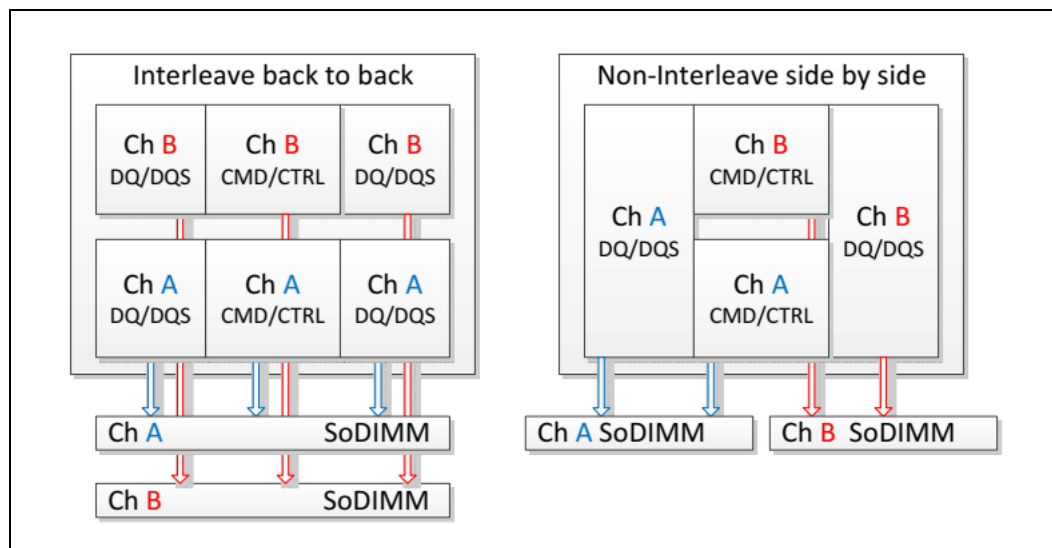 Interleave back to back
Ch B
DQ/DQS
Ch B
CMD/CTRL
Ch B
DQ/DQS
Ch A
DQ/DQS
Ch A
CMD/CTRL
Ch A
DQ/DQS
Ch A SoDIMM
Ch B SoDIMM
Non-Interleave side by side
Ch A
DQ/DQS
Ch B
CMD/CTRL
Ch A
CMD/CTRL
Ch B
DQ/DQS
Ch A SoDIMM
Ch B SoDIMM